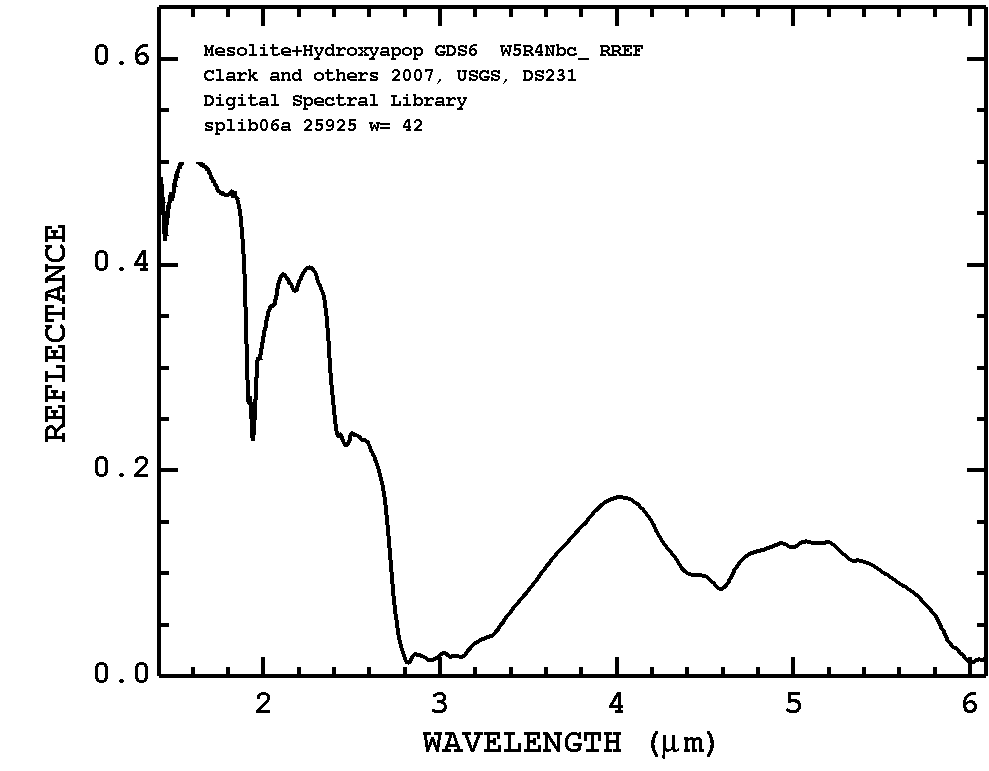 Mesolite+Hydroxyapop GDS6  W5R4Nbc_ RREF
Clark and others 2007, USGS, DS231
Digital Spectral Library
splib06a 25925 w= 42
REFLECTANCE
0.6
0.4
0.2
0.0
2 3 4 5 6
WAVELENGTH (μm)